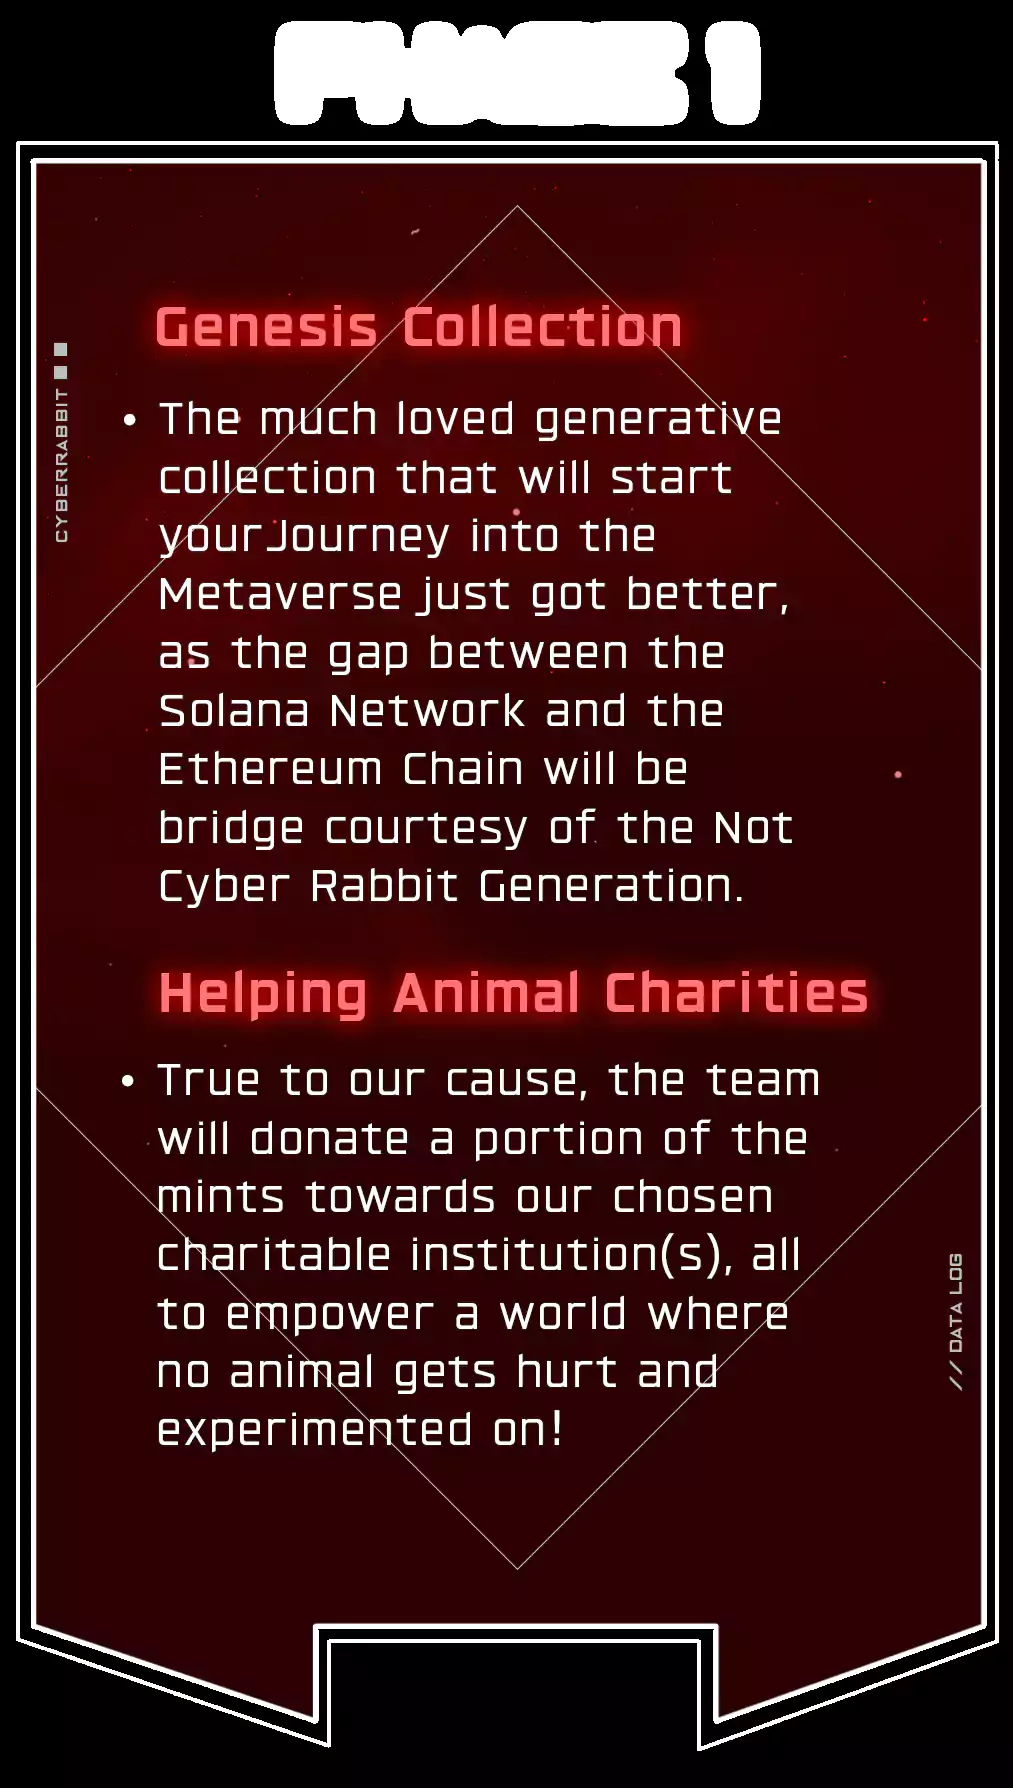 PHASE 1
Genesis Collection
• The much loved generative
collection that will start
your Journey into the
Metaverse just got better,
as the gap between the
Solana Network and the
Ethereum Chain will be
bridge courtesy of the Not
Cyber Rabbit Generation.
Helping Animal Charities
• True to our cause, the team
will donate a portion of the
mints towards our chosen
charitable institution(s), all
to empower a world where
no animal gets hurt and
experimented on!
CYBERRABBIT
// DATA LOG